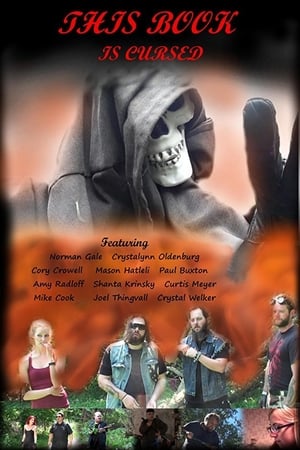 THIS BOOK
IS CURSED
Featuring
Norman Gale Crystalynn Oldenburg
Cory Crowell Mason Hatleli Paul Buxton
Amy Radloff Shanta Krinsky Curtis Meyer
Mike Cook Joel Thingvall Crystal Welker